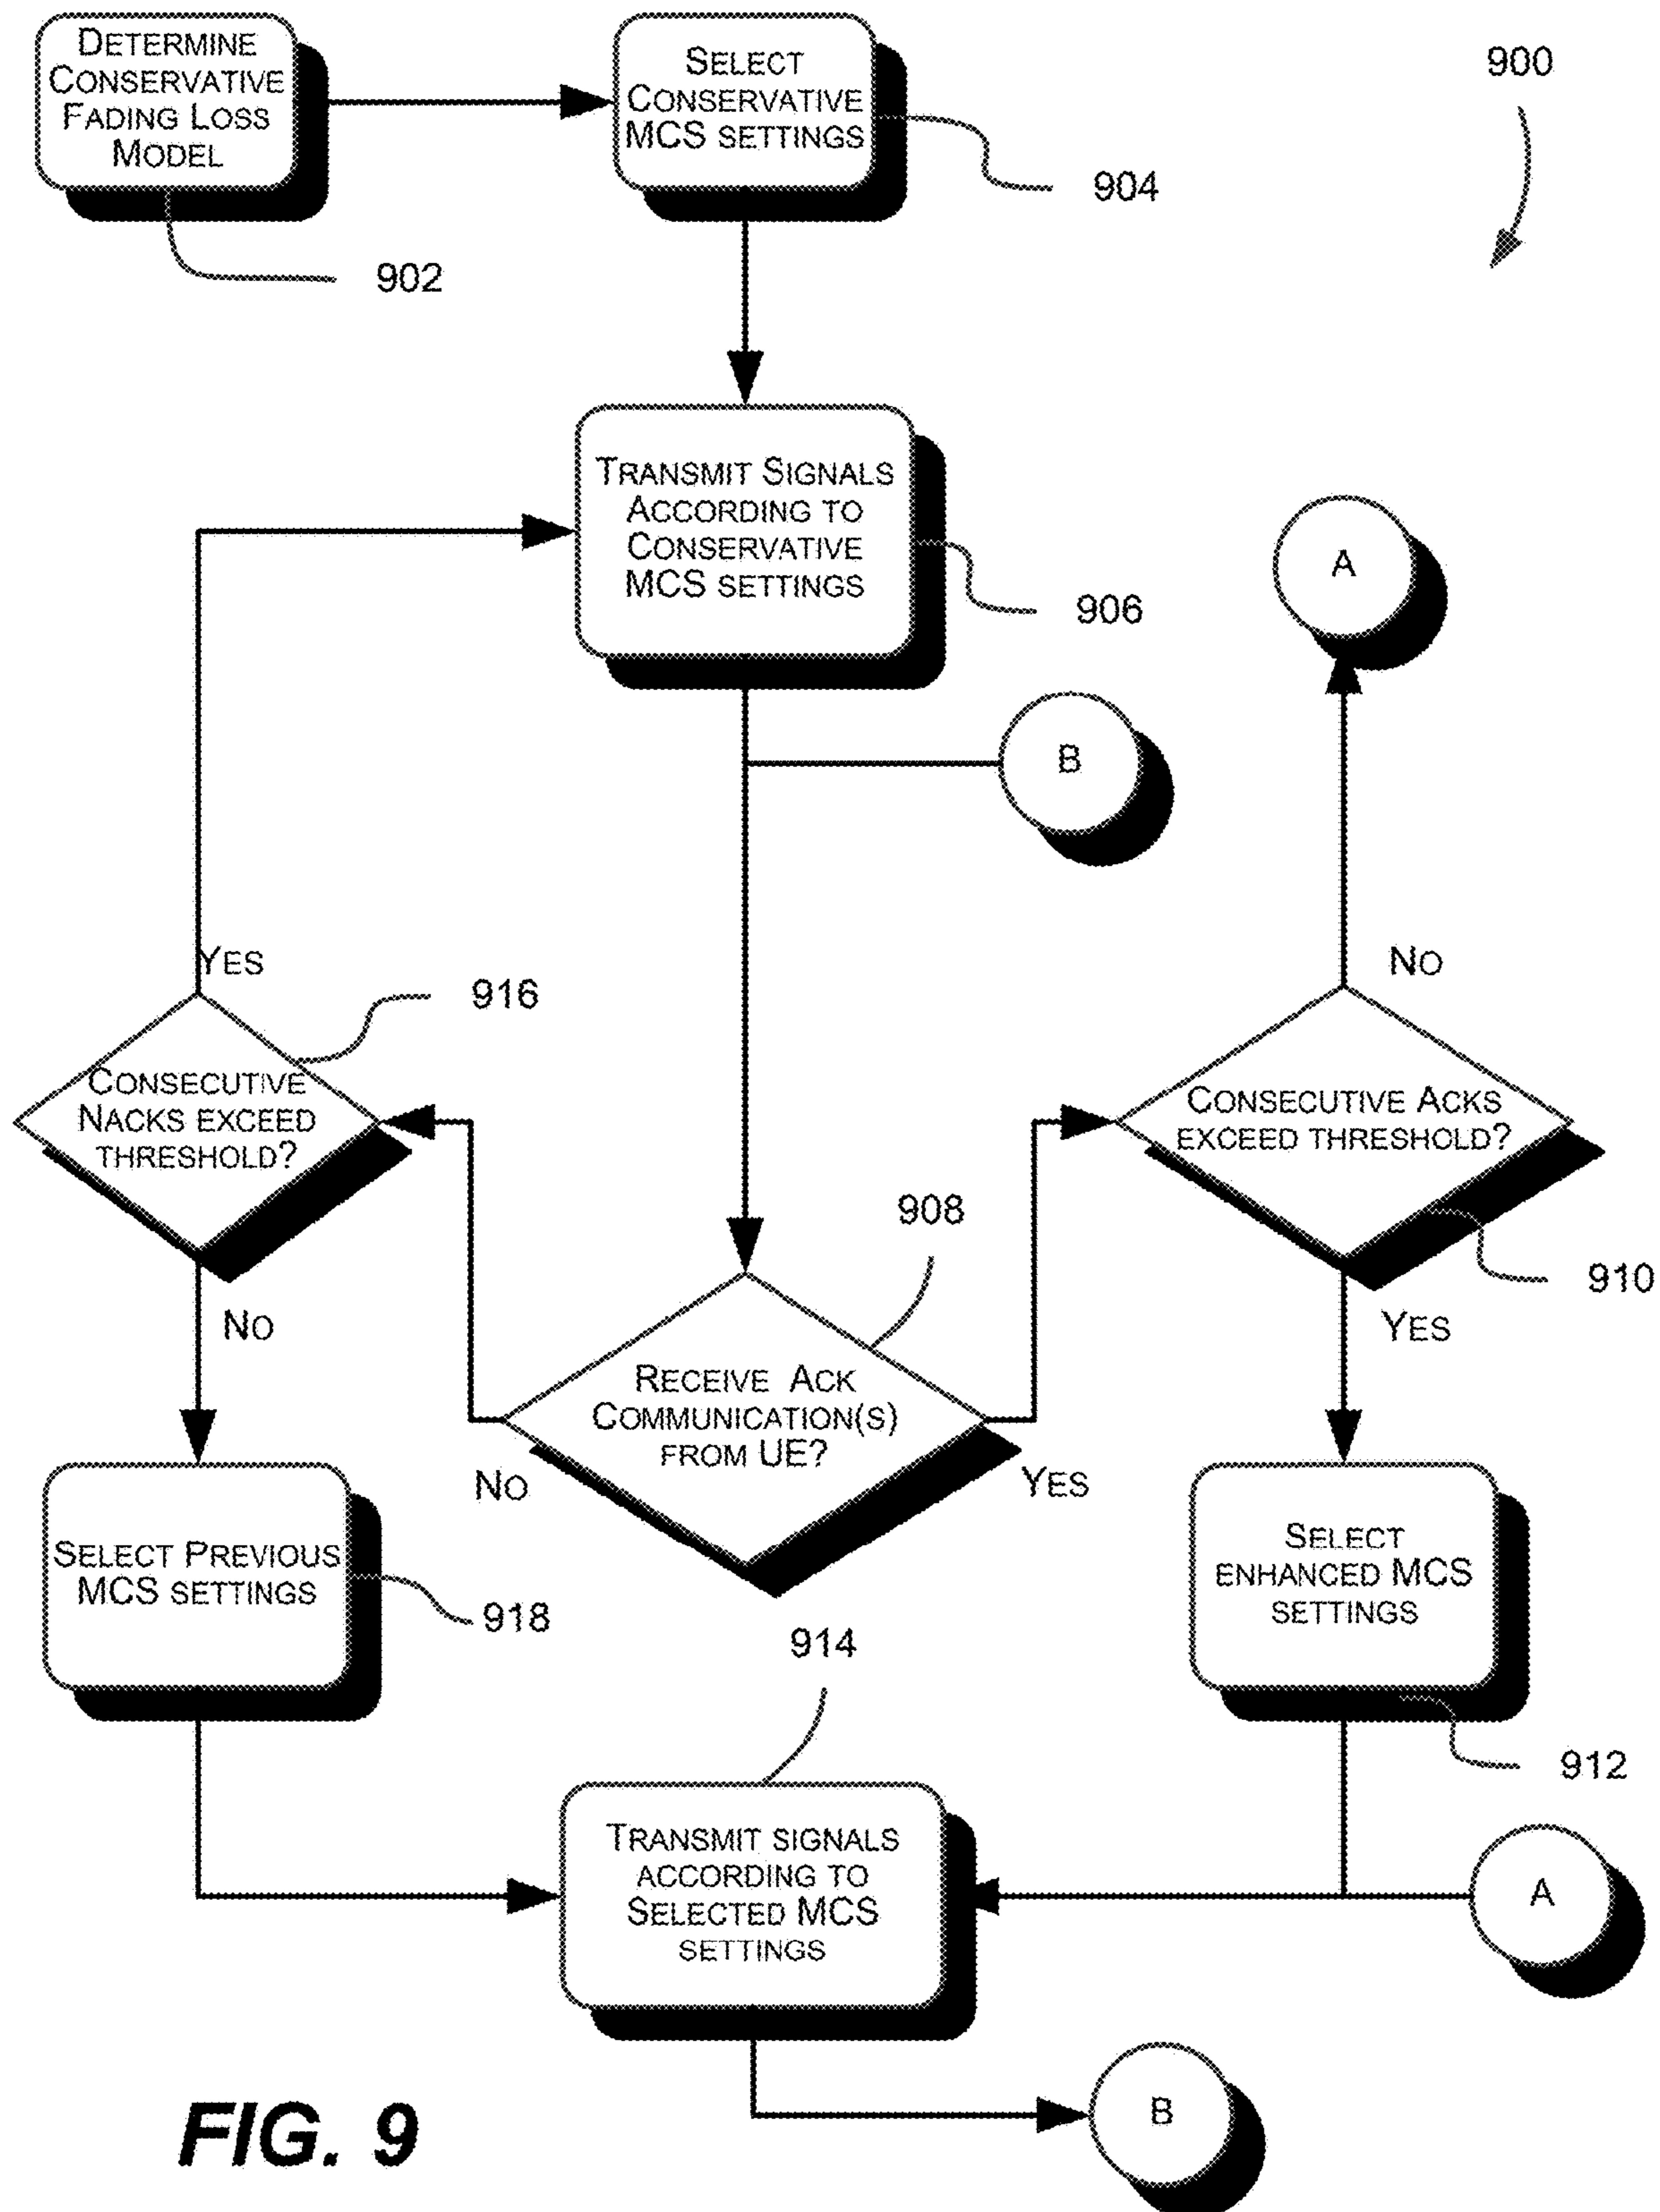 DETERMINE
CONSERVATIVE
FADING LOSS
MODEL
SELECT
CONSERVATIVE
MCS SETTINGS
900
904
902
TRANSMIT SIGNALS
ACCORDING TO
CONSERVATIVE
MCS SETTINGS
A
906
B
YES
NO
916
CONSECUTIVE
NACKS EXCEED
THRESHOLD?
CONSECUTIVE ACKS
EXCEED THRESHOLD?
908
910
NO
YES
RECEIVE ACK
COMMUNICATION(S)
FROM UE?
NO
YES
SELECT PREVIOUS
MCS SETTINGS
SELECT
ENHANCED MCS
SETTINGS
918
914
912
TRANSMIT SIGNALS
ACCORDING TO
SELECTED MCS
SETTINGS
A
B
FIG. 9